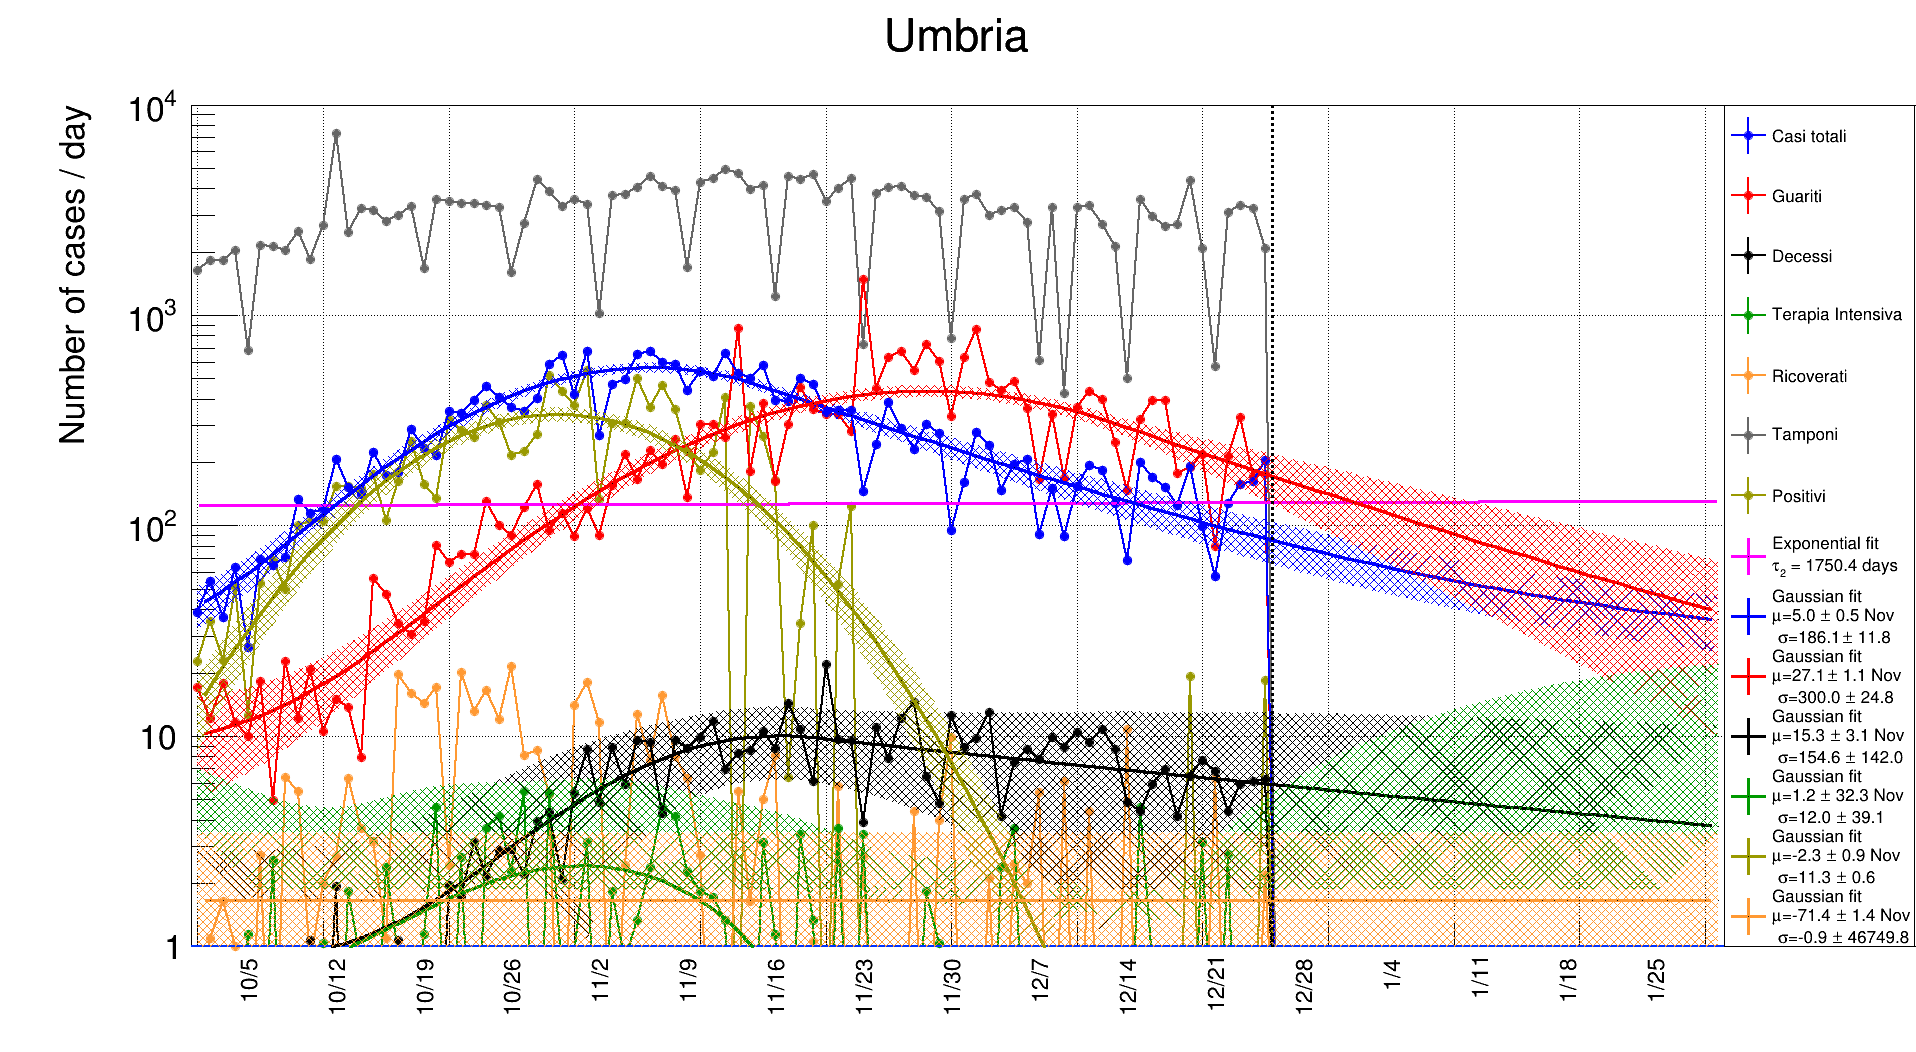 Umbria
Number of cases / day
10⁴
10³
10²
10
1
10/5
10/12
10/19
10/26
11/2
11/9
11/16
11/23
11/30
12/7
12/14
12/21
12/28
1/4
1/11
1/18
1/25
Casi totali
Guariti
Decessi
Terapia Intensiva
Ricoverati
Tamponi
Positivi
Exponential fit
τ₂ = 1750.4 days
Gaussian fit
μ=5.0 ± 0.5 Nov
σ=186.1 ± 11.8
Gaussian fit
μ=27.1 ± 1.1 Nov
σ=300.0 ± 24.8
Gaussian fit
μ=15.3 ± 3.1 Nov
σ=154.6 ± 142.0
Gaussian fit
μ=1.2 ± 32.3 Nov
σ=12.0 ± 39.1
Gaussian fit
μ=-2.3 ± 0.9 Nov
σ=11.3 ± 0.6
Gaussian fit
μ=-71.4 ± 1.4 Nov
σ=-0.9 ± 46749.8